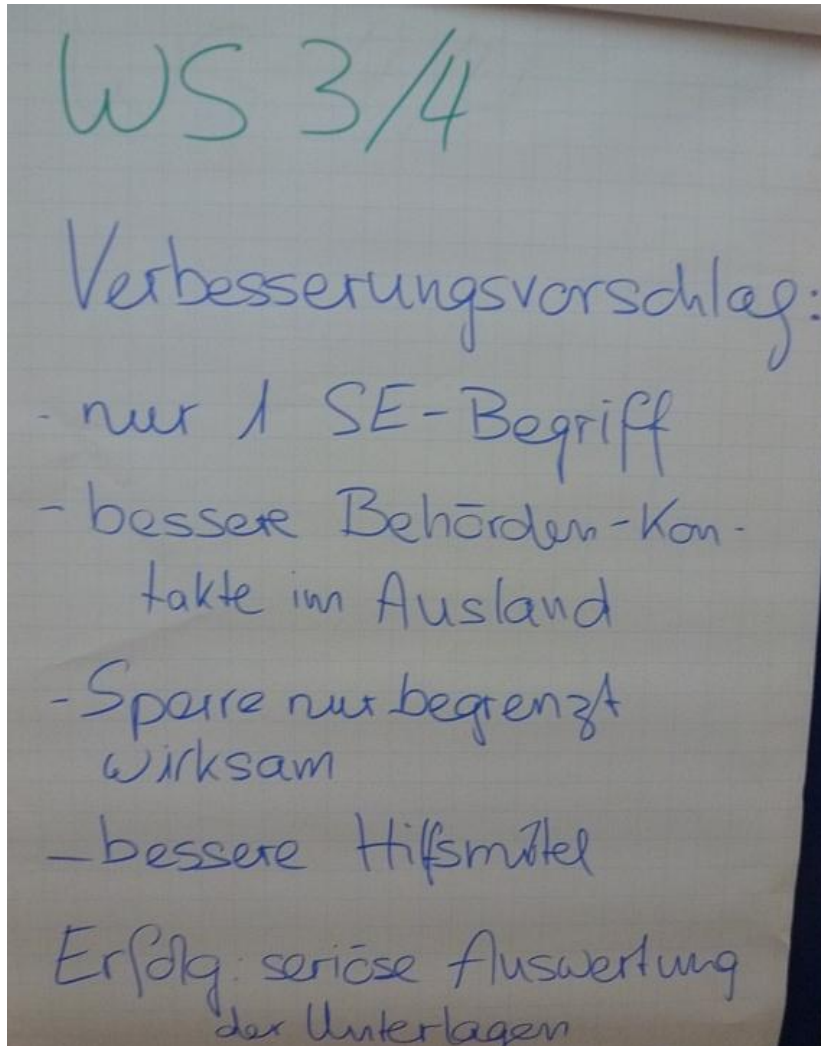 WS 3/4
Verbesserungsvorschlag:
- nur 1 SE-Begriff
- bessere Behörden-Kon-
takte im Ausland
- Sperre nur begrenzt
wirksam
- bessere Hilfsmittel
Erfolg: seriöse Auswertung
der Unterlagen